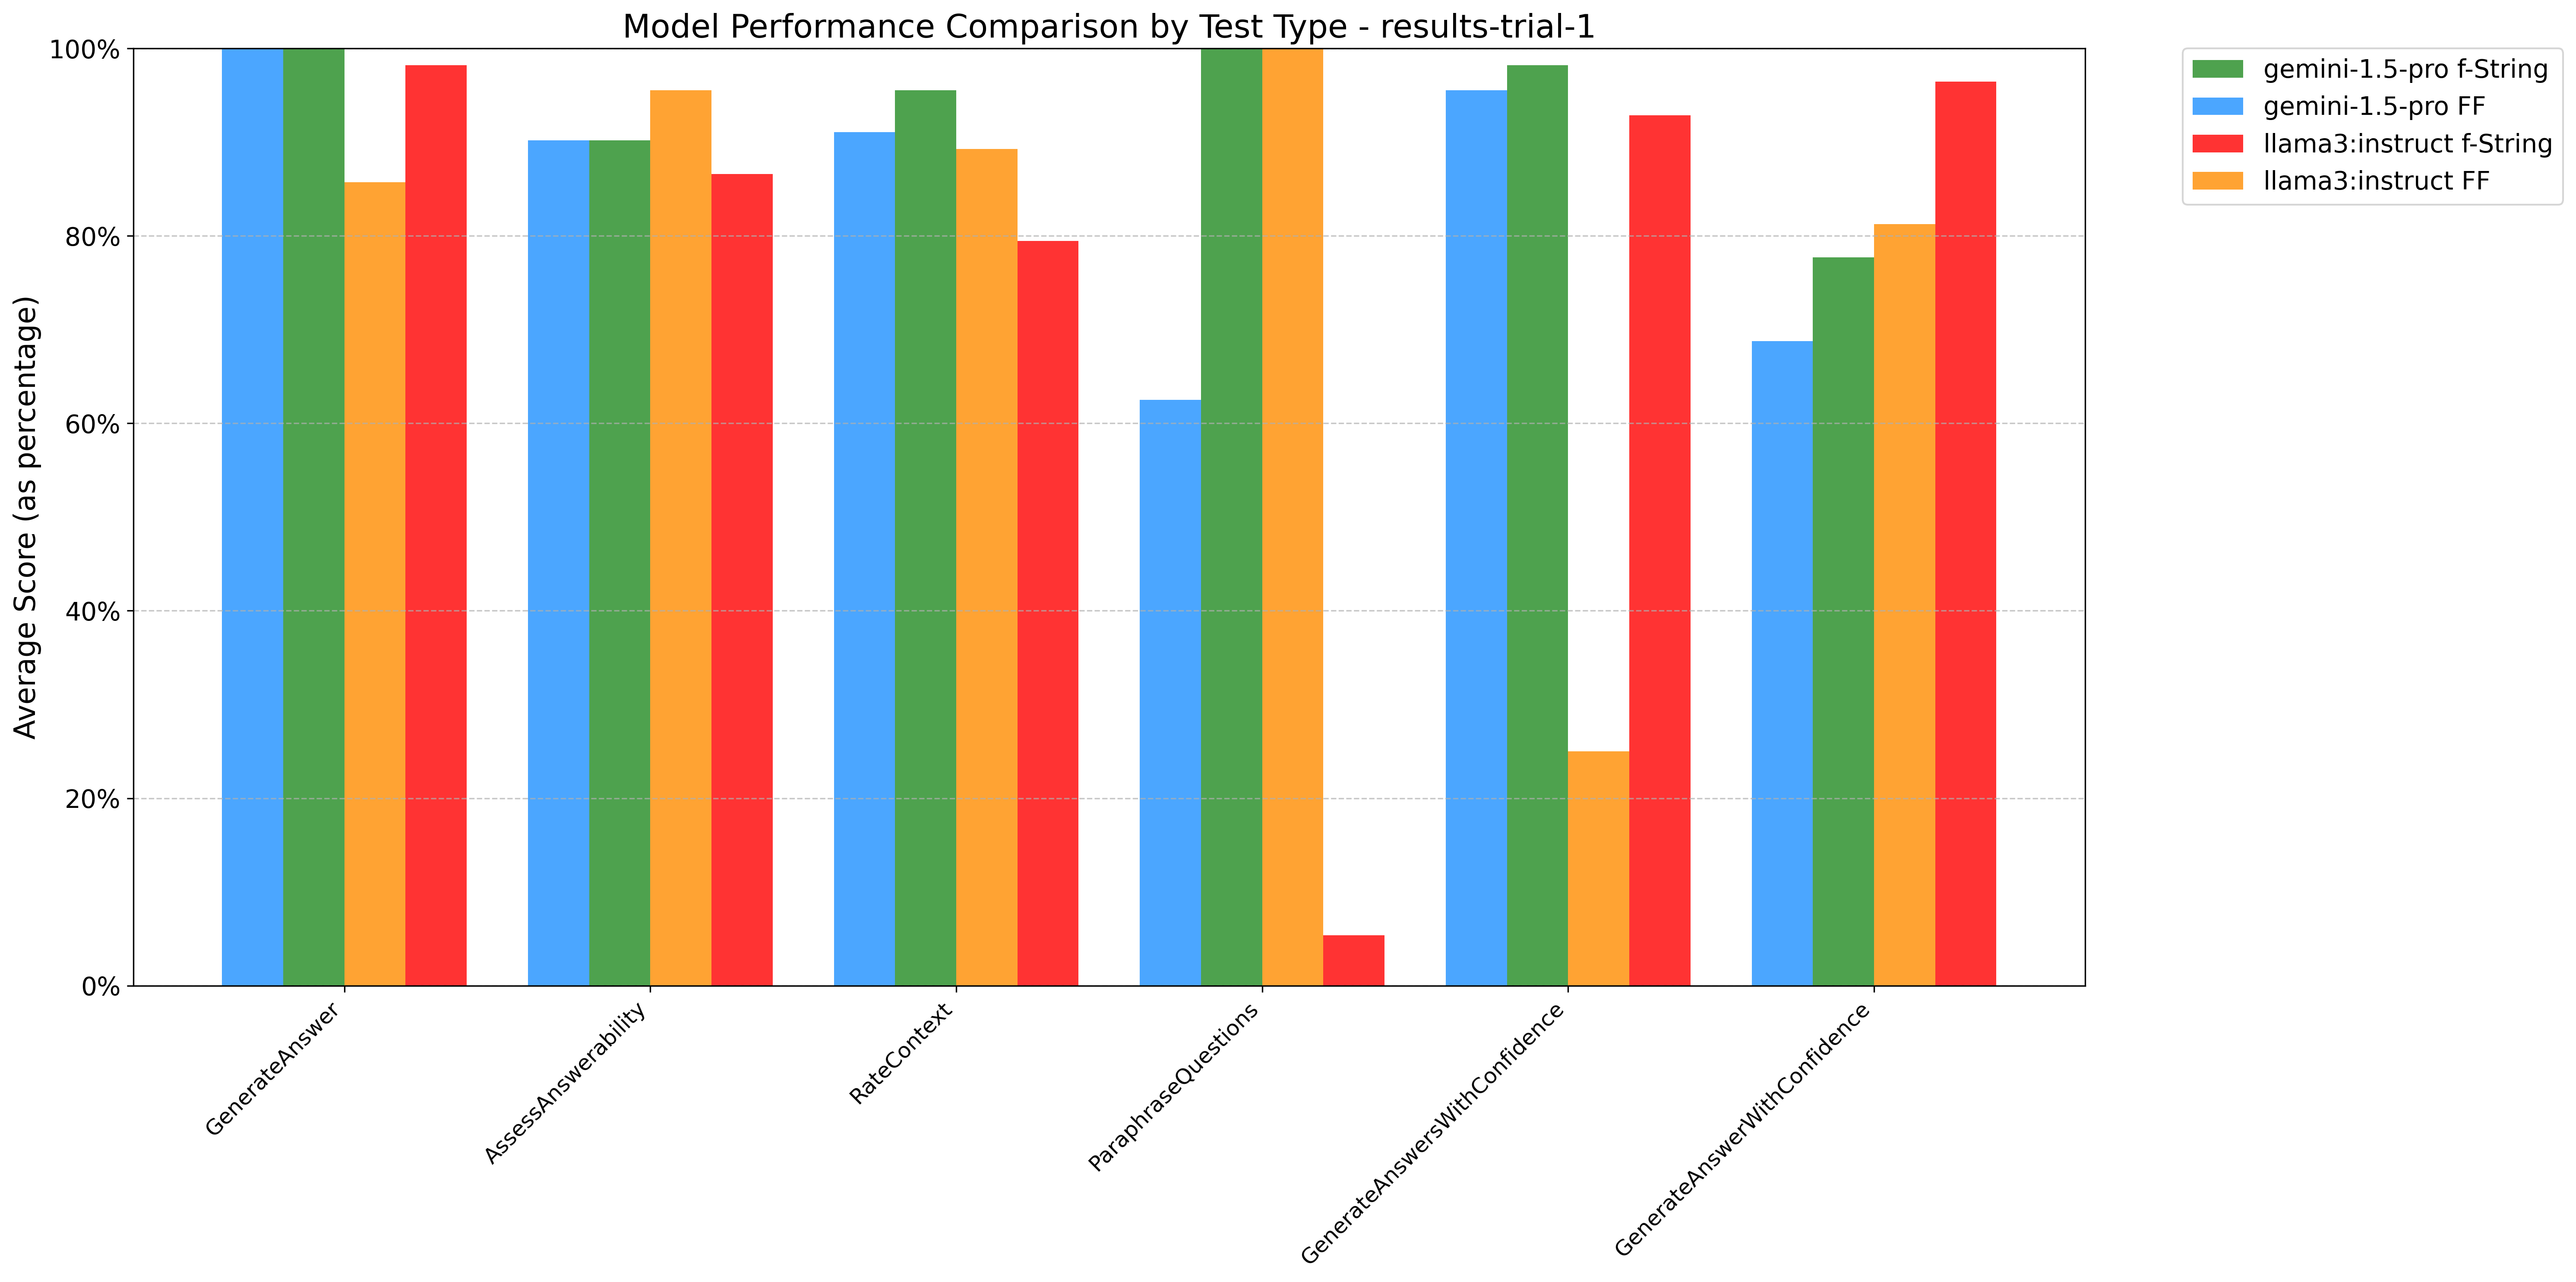 Model Performance Comparison by Test Type - results-trial-1
100%
80%
60%
40%
20%
0%
Average Score (as percentage)
GenerateAnswer
AssessAnswerability
RateContext
ParaphraseQuestions
GenerateAnswersWithConfidence
GenerateAnswerWithConfidence
gemini-1.5-pro f-String
gemini-1.5-pro FF
llama3:instruct f-String
llama3:instruct FF